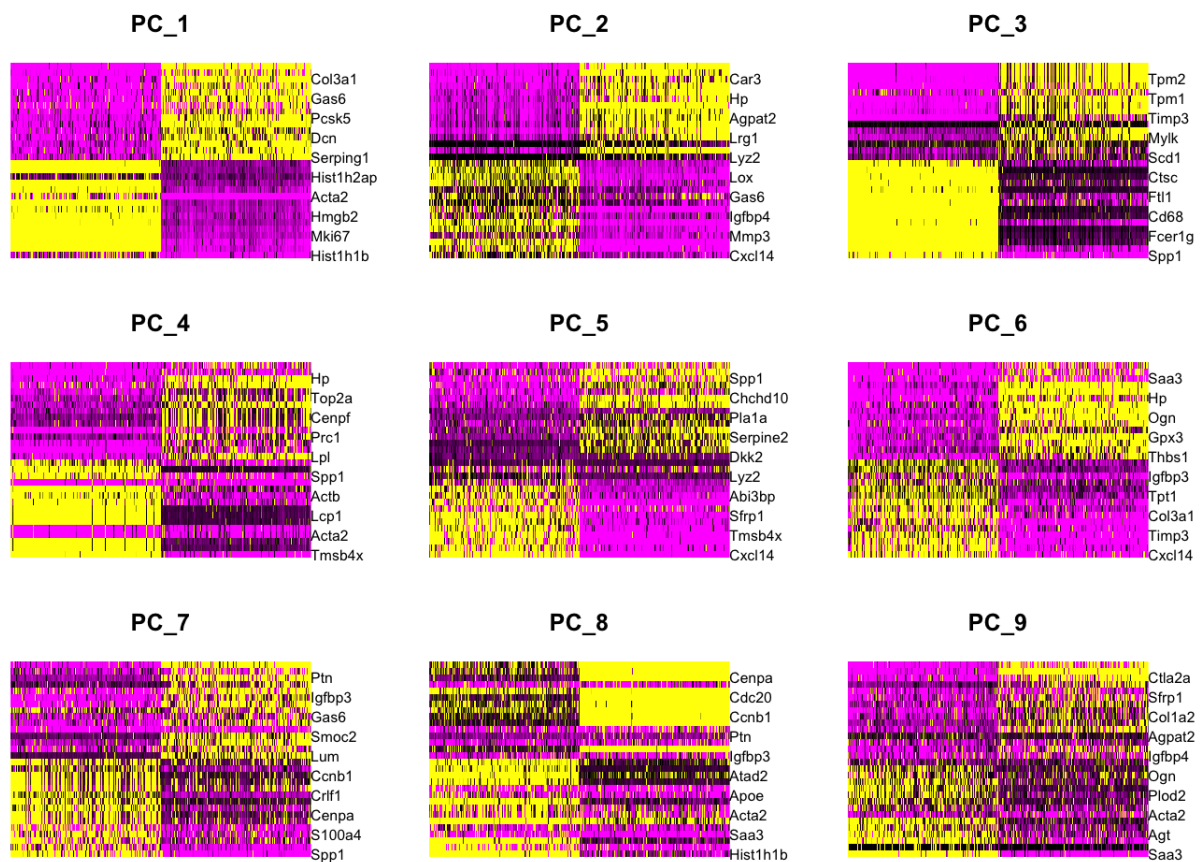 PC_1
Col3a1
Gas6
Pcsk5
Dcn
Serping1
Hist1h2ap
Acta2
Hmgb2
Mki67
Hist1h1b
PC_2
Car3
Hp
Agpat2
Lrg1
Lyz2
Lox
Gas6
Igfbp4
Mmp3
Cxcl14
PC_3
Tpm2
Tpm1
Timp3
Mylk
Scd1
Ctsc
Ftl1
Cd68
Fcer1g
Spp1
PC_4
Hp
Top2a
Cenpf
Prc1
Lpl
Spp1
Actb
Lcp1
Acta2
Tmsb4x
PC_5
Spp1
Chchd10
Pla1a
Serpine2
Dkk2
Lyz2
Abi3bp
Sfrp1
Tmsb4x
Cxcl14
PC_6
Saa3
Hp
Ogn
Gpx3
Thbs1
Igfbp3
Tpt1
Col3a1
Timp3
Cxcl14
PC_7
Ptn
Igfbp3
Gas6
Smoc2
Lum
Ccnb1
Crlf1
Cenpa
S100a4
Spp1
PC_8
Cenpa
Cdc20
Ccnb1
Ptn
Igfbp3
Atad2
Apoe
Acta2
Saa3
Hist1h1b
PC_9
Ctla2a
Sfrp1
Col1a2
Agpat2
Igfbp4
Ogn
Plod2
Acta2
Agt
Saa3